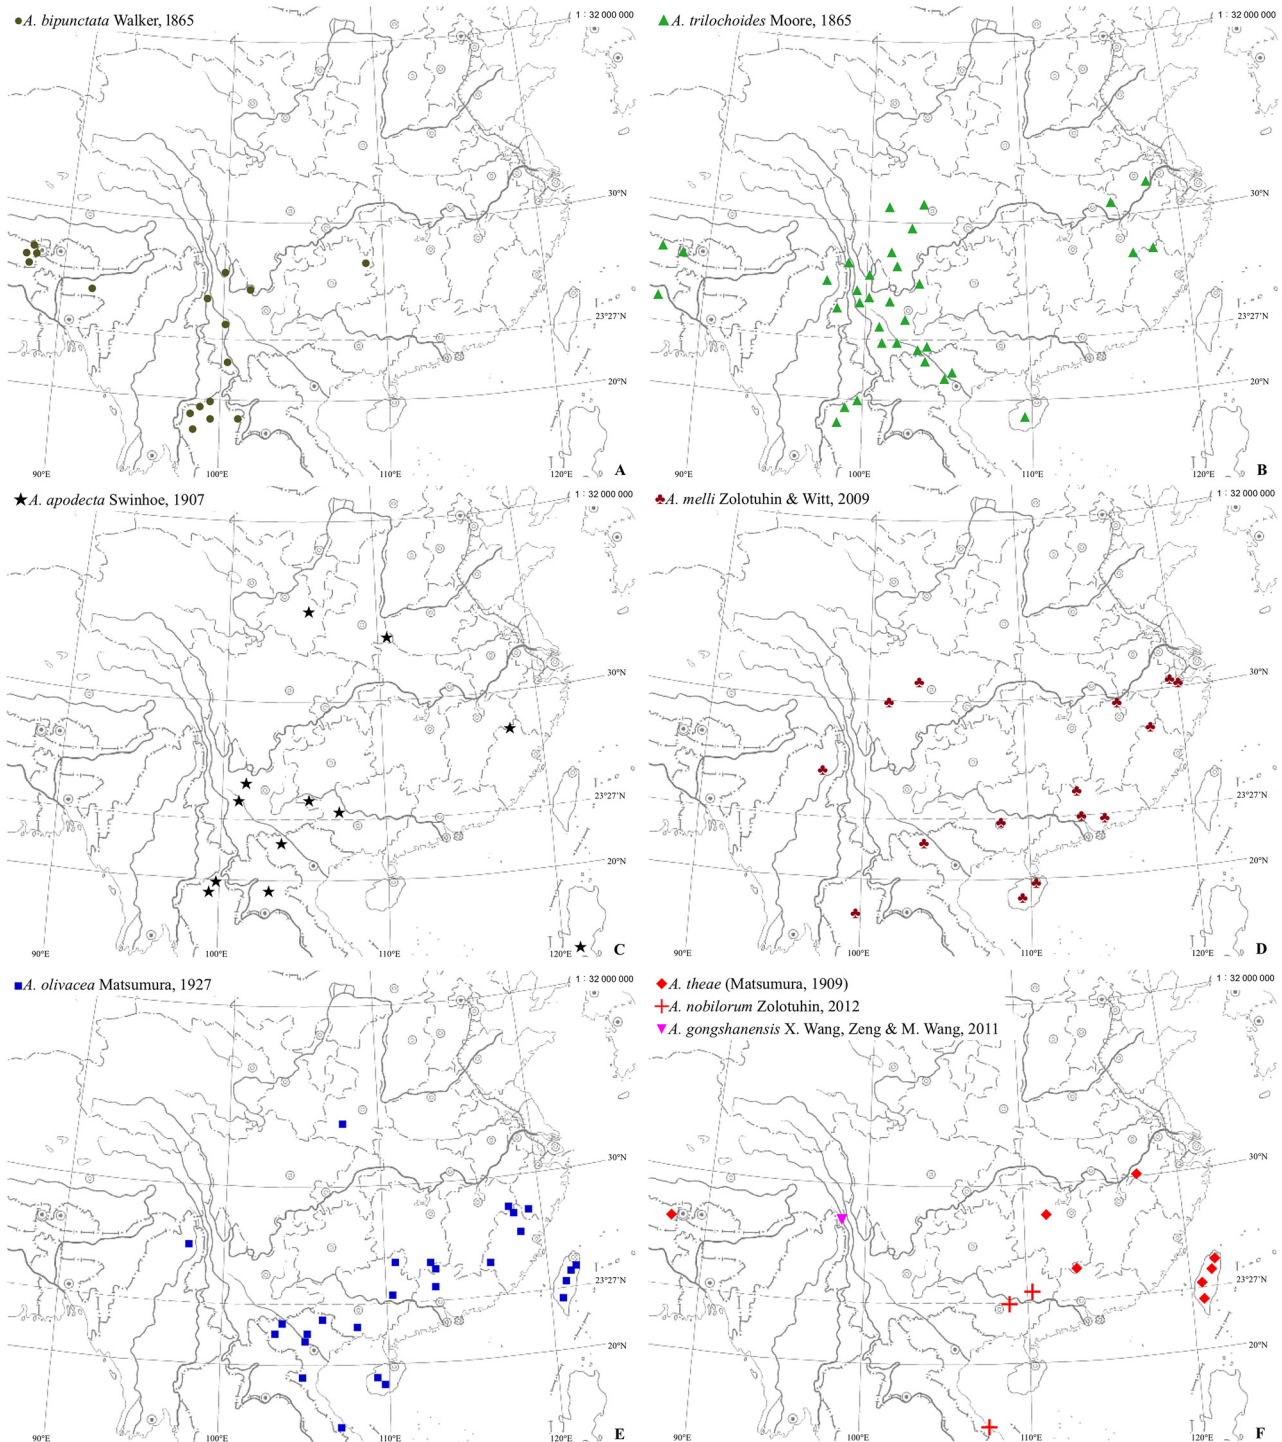 A. bipunctata Walker, l865
1 : 32 000 000
30°N
23°27'N
20°N
90°E
100°E
110°E
120°E
A
A. trilochoides Moore, 1865
1 : 32 000 000
30°N
23°27'N
20°N
90°E
100°E
110°E
120°E
B
A. apodecta Swinhoe, 1907
1 : 32 000 000
30°N
23°27'N
20°N
90°E
100°E
110°E
120°E
C
A. melli Zolotuhin & Witt, 2009
1 : 32 000 000
30°N
23°27'N
20°N
90°E
100°E
110°E
120°E
D
A. olivacea Matsumura, 1927
1 : 32 000 000
30°N
23°27'N
20°N
90°E
100°E
110°E
120°E
E
A. theae (Matsumura, 1909)
A. nobilorum Zolotuhin, 2012
A. gongshanensis X. Wang, Zeng & M. Wang, 2011
1 : 32 000 000
30°N
23°27'N
20°N
90°E
100°E
110°E
120°E
F